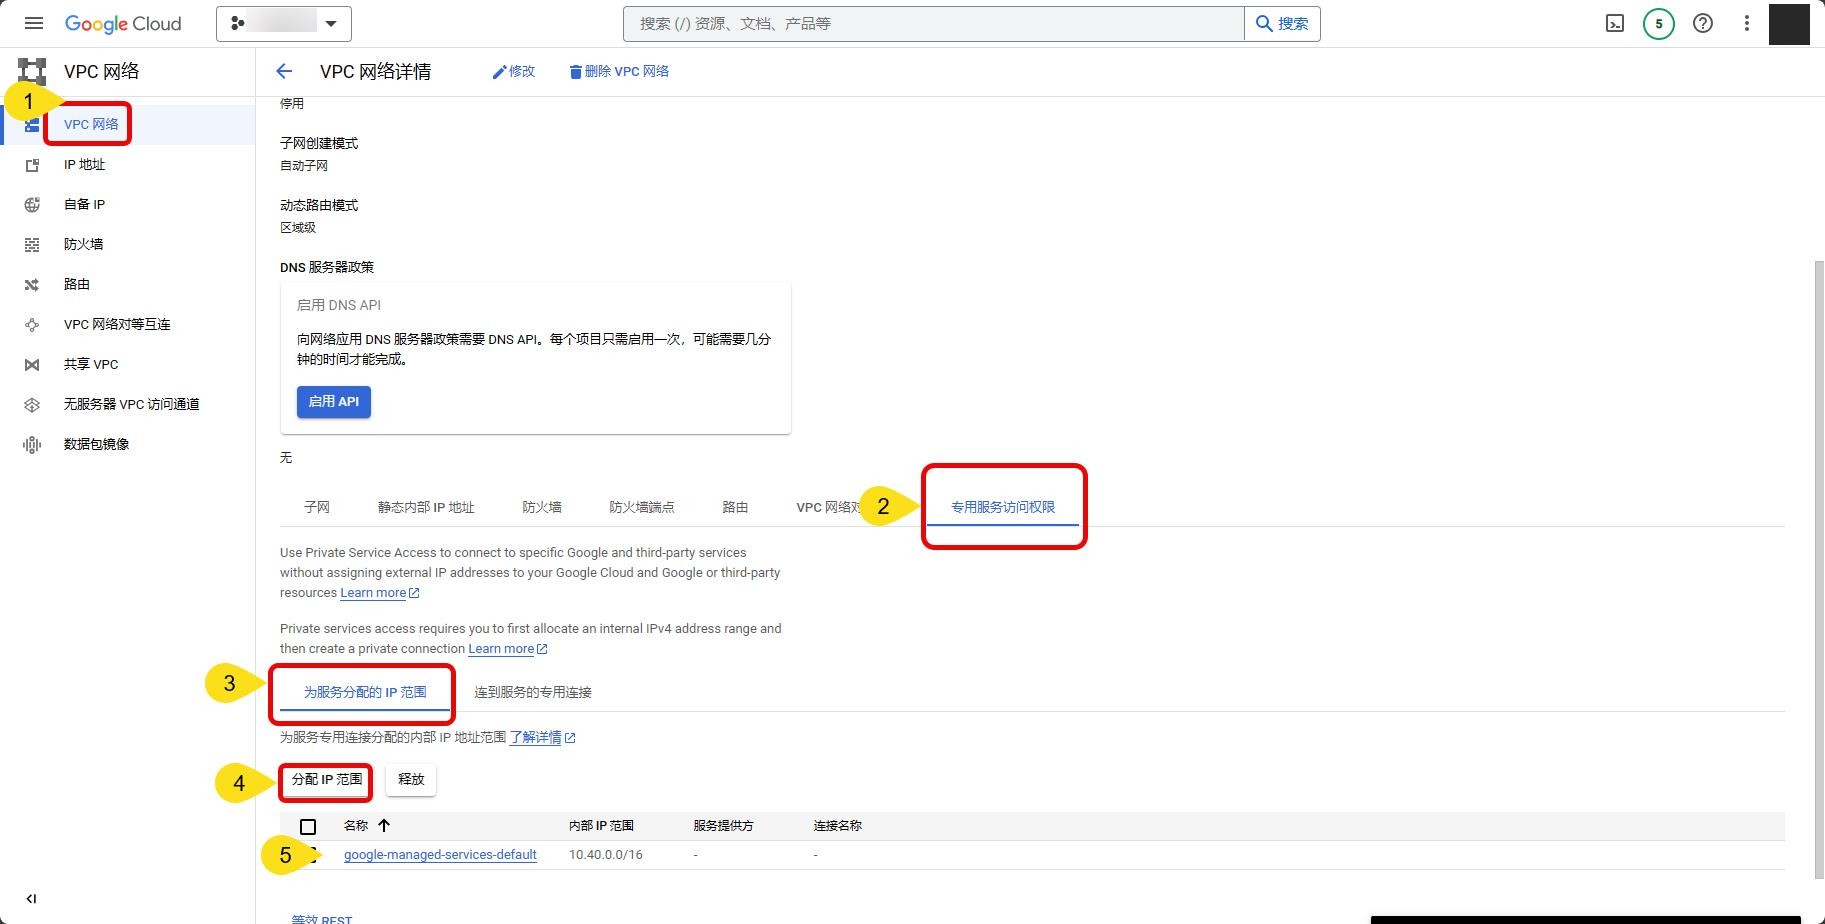 Google Cloud
搜索 (/) 资源、文档、产品等
搜索
5
VPC 网络
VPC 网络详情
修改
删除 VPC 网络
1
VPC 网络
IP 地址
自备 IP
防火墙
路由
VPC 网络对等互连
共享 VPC
无服务器 VPC 访问通道
数据包镜像
停用
子网创建模式
自动子网
动态路由模式
区域级
DNS 服务器政策
启用 DNS API
向网络应用 DNS 服务器政策需要 DNS API。每个项目只需启用一次，可能需要几分
钟的时间才能完成。
启用 API
无
子网
静态内部 IP 地址
防火墙
防火墙端点
路由
VPC 网络对
2
专用服务访问权限
Use Private Service Access to connect to specific Google and third-party services
without assigning external IP addresses to your Google Cloud and Google or third-party
resources Learn more
Private services access requires you to first allocate an internal IPv4 address range and
then create a private connection Learn more
3
为服务分配的 IP 范围
连到服务的专用连接
为服务专用连接分配的内部 IP 地址范围 了解详情
4
分配 IP 范围
释放
名称
内部 IP 范围
服务提供方
连接名称
5
google-managed-services-default
10.40.0.0/16
-
-
等效 REST